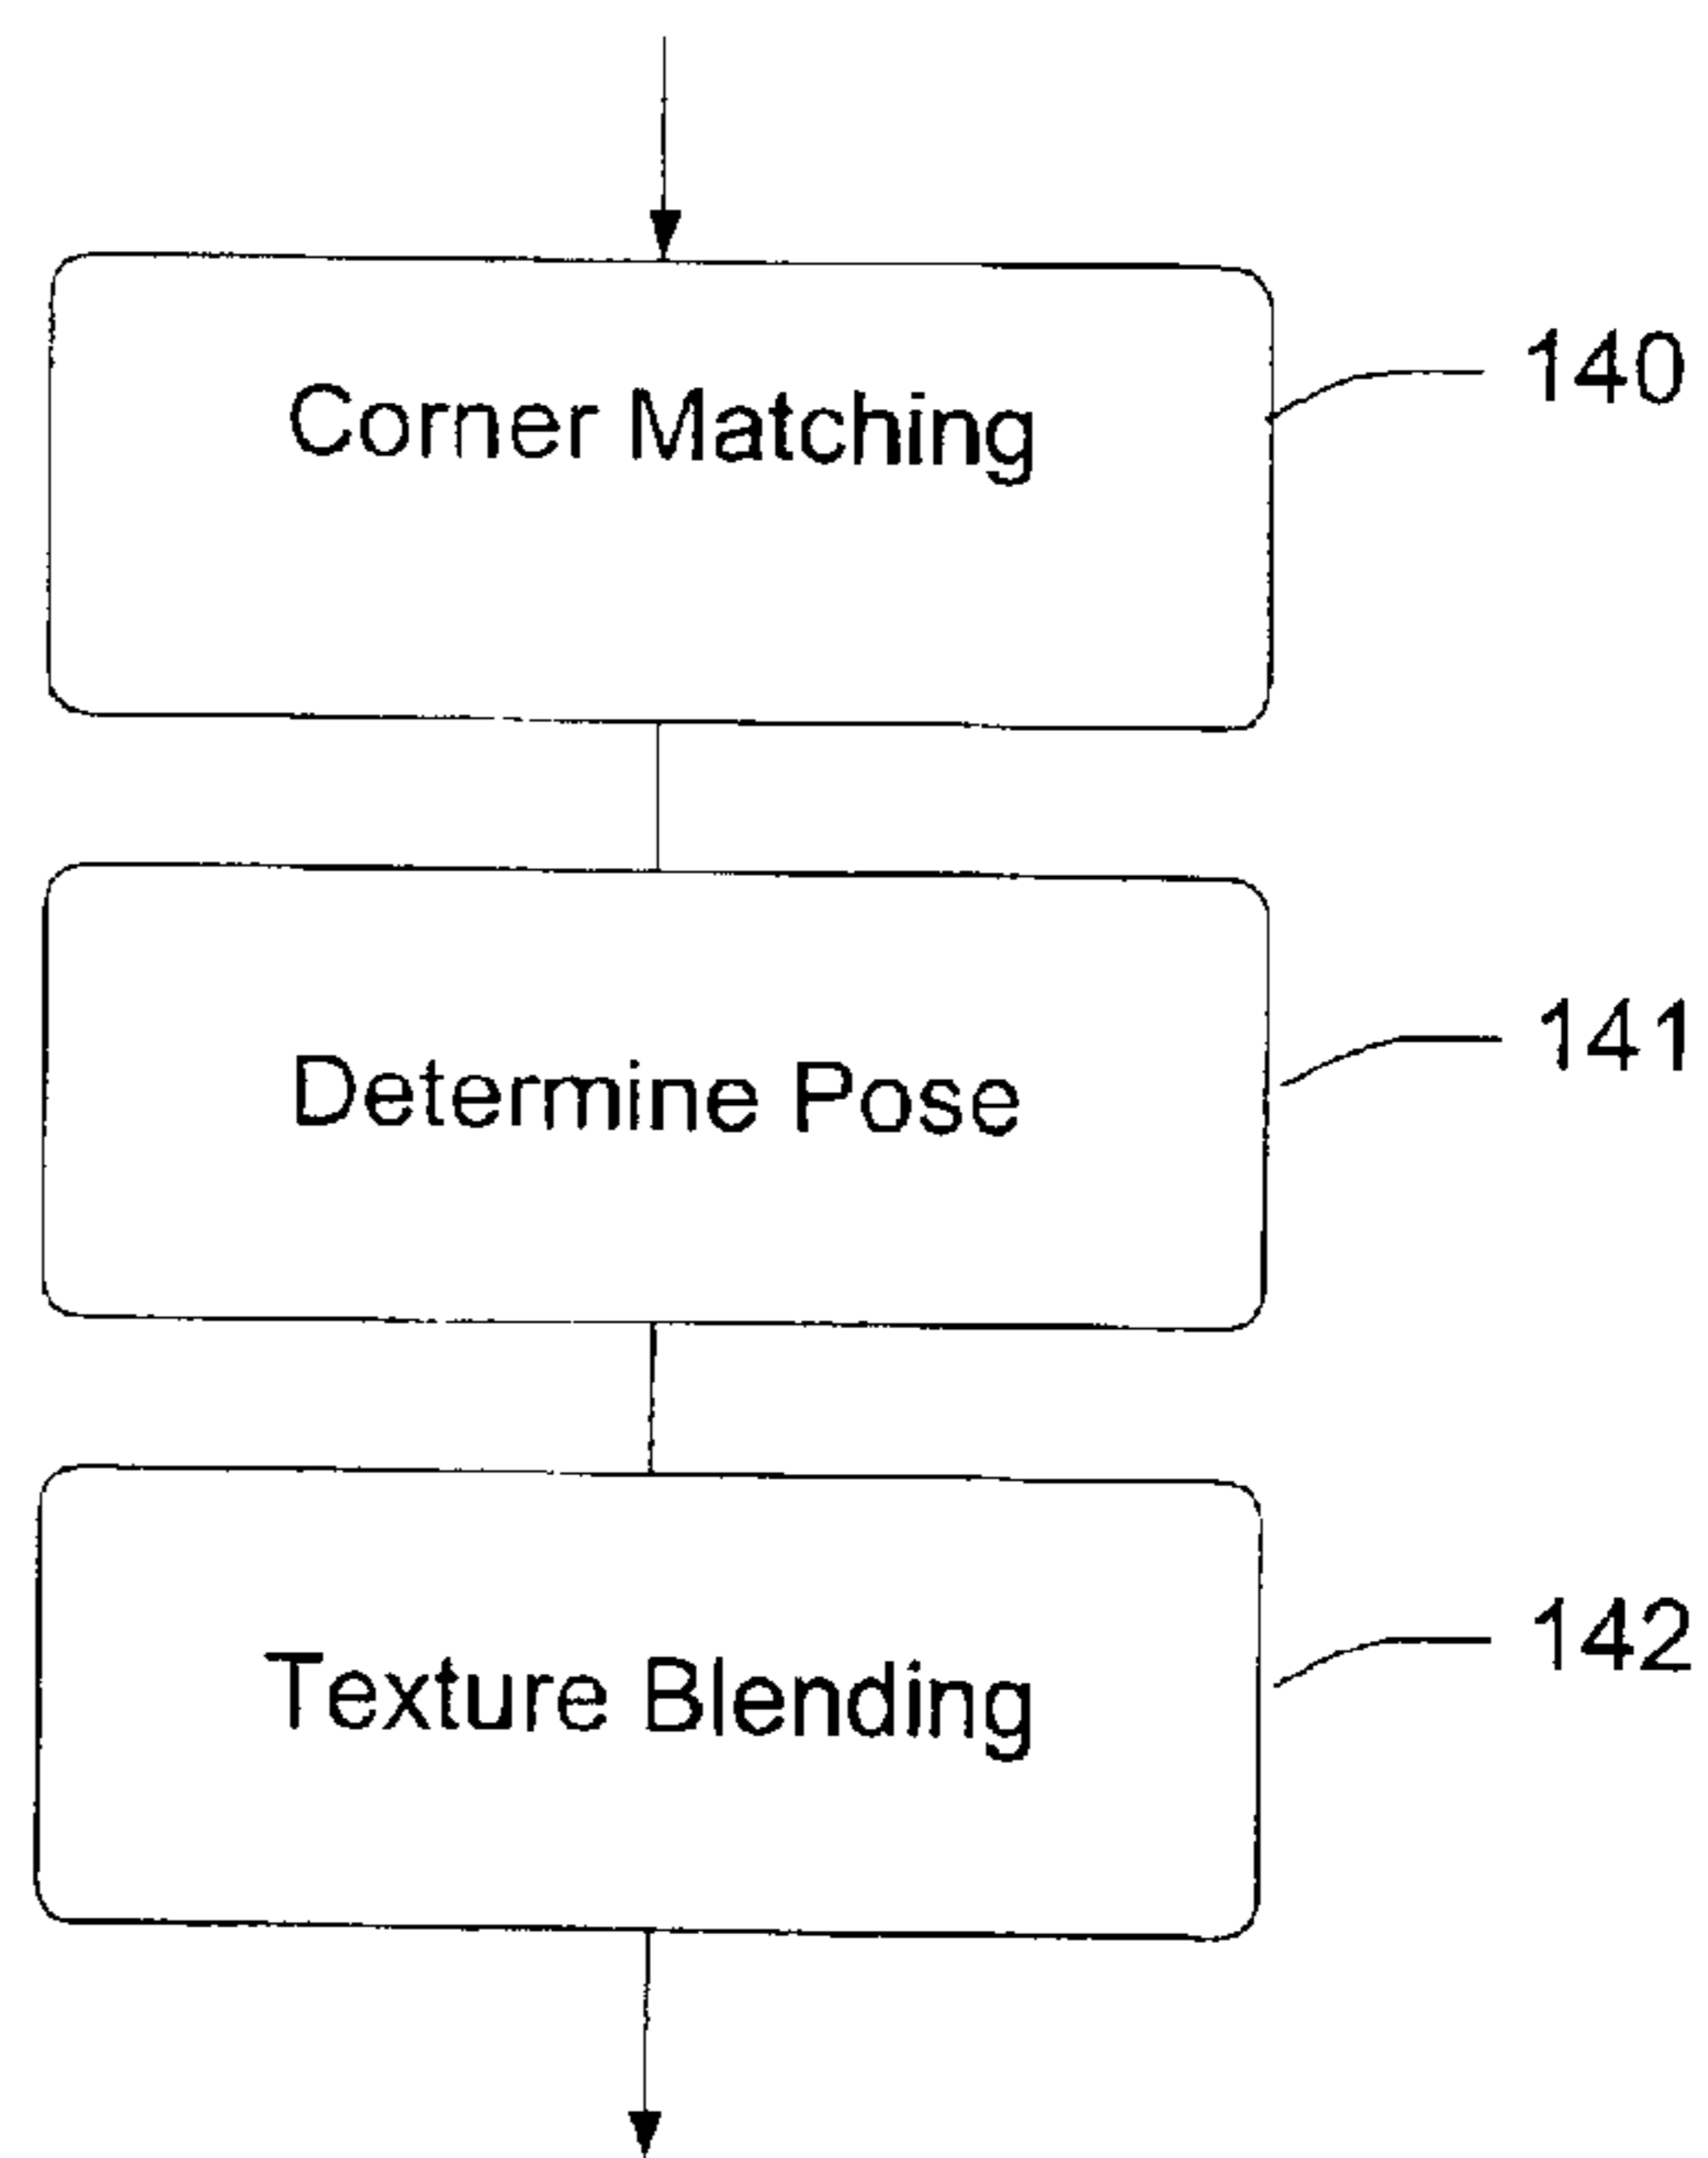 Corner Matching
140
Determine Pose
141
Texture Blending
142